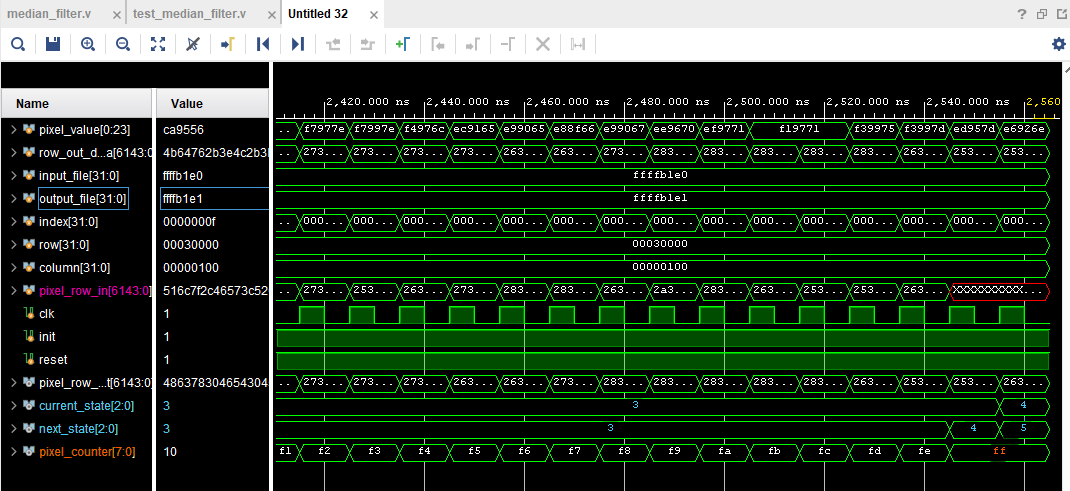 median_filter.v × test_median_filter.v × Untitled 32 ×
Name Value
2,420.000 ns 2,440.000 ns 2,460.000 ns 2,480.000 ns 2,500.000 ns 2,520.000 ns 2,540.000 ns 2,560
pixel_value[0:23] ca9556 .. f7977e f7997e f4976c ec9165 e99065 e88f66 e99067 ee9670 ef9771 f19771 f39975 f3997d ed957d e6926e
row_out_d...a[6143:0 4b64762b3e4c2b3 .. 273... 273... 273... 273... 263... 263... 273... 283... 283... 283... 283... 263... 253... 253...
input_file[31:0] ffffb1e0 ffffb1e0
output_file[31:0] ffffb1e1 ffffb1e1
index[31:0] 0000000f 000... 000... 000... 000... 000... 000... 000... 000... 000... 000... 000... 000... 000... 000... 000...
row[31:0] 00030000 00030000
column[31:0] 00000100 00000100
pixel_row_in[6143:0] 516c7f2c46573c52 .. 273... 253... 273... 283... 283... 263... 2a3... 283... 263... 253... 253... 263... XXXXXXXXXX...
clk 1
init 1
reset 1
pixel_row_...t[6143:0] 486378304654304 .. 273... 273... 273... 263... 263... 273... 283... 283... 283... 283... 263... 253... 253... 263...
current_state[2:0] 3 3 4
next_state[2:0] 3 3 4 5
pixel_counter[7:0] 10 f1 f2 f3 f4 f5 f6 f7 f8 f9 fa fb fc fd fe ff